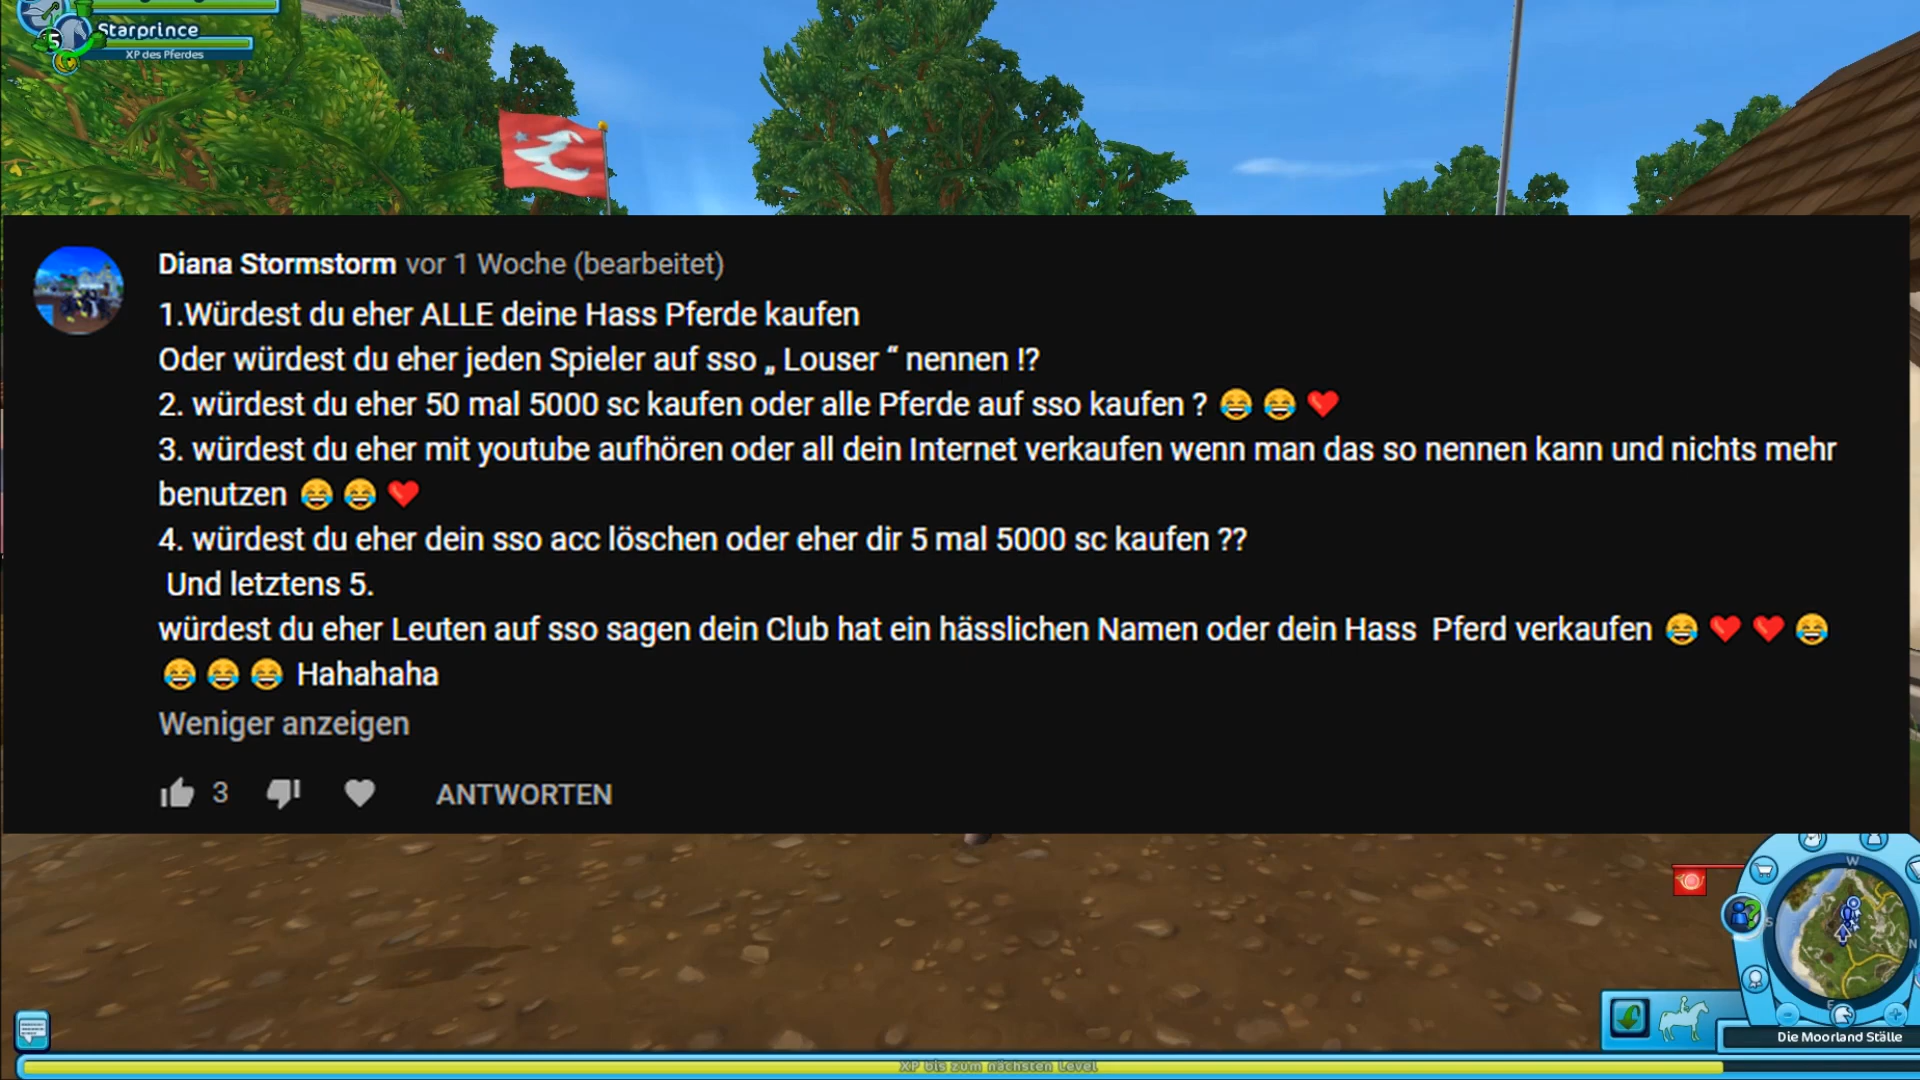 Starprince
5
XP des Pferdes
Diana Stormstorm vor 1 Woche (bearbeitet)
1.Würdest du eher ALLE deine Hass Pferde kaufen
Oder würdest du eher jeden Spieler auf sso „ Louser “ nennen !?
2. würdest du eher 50 mal 5000 sc kaufen oder alle Pferde auf sso kaufen ? 😂 😂 ❤️
3. würdest du eher mit youtube aufhören oder all dein Internet verkaufen wenn man das so nennen kann und nichts mehr
benutzen 😂 😂 ❤️
4. würdest du eher dein sso acc löschen oder eher dir 5 mal 5000 sc kaufen ??
Und letztens 5.
würdest du eher Leuten auf sso sagen dein Club hat ein hässlichen Namen oder dein Hass Pferd verkaufen 😂 ❤️ ❤️ 😂
😂 😂 😂 Hahahaha
Weniger anzeigen
3
ANTWORTEN
W
S
N
E
Die Moorland Ställe
XP bis zum nächsten Level